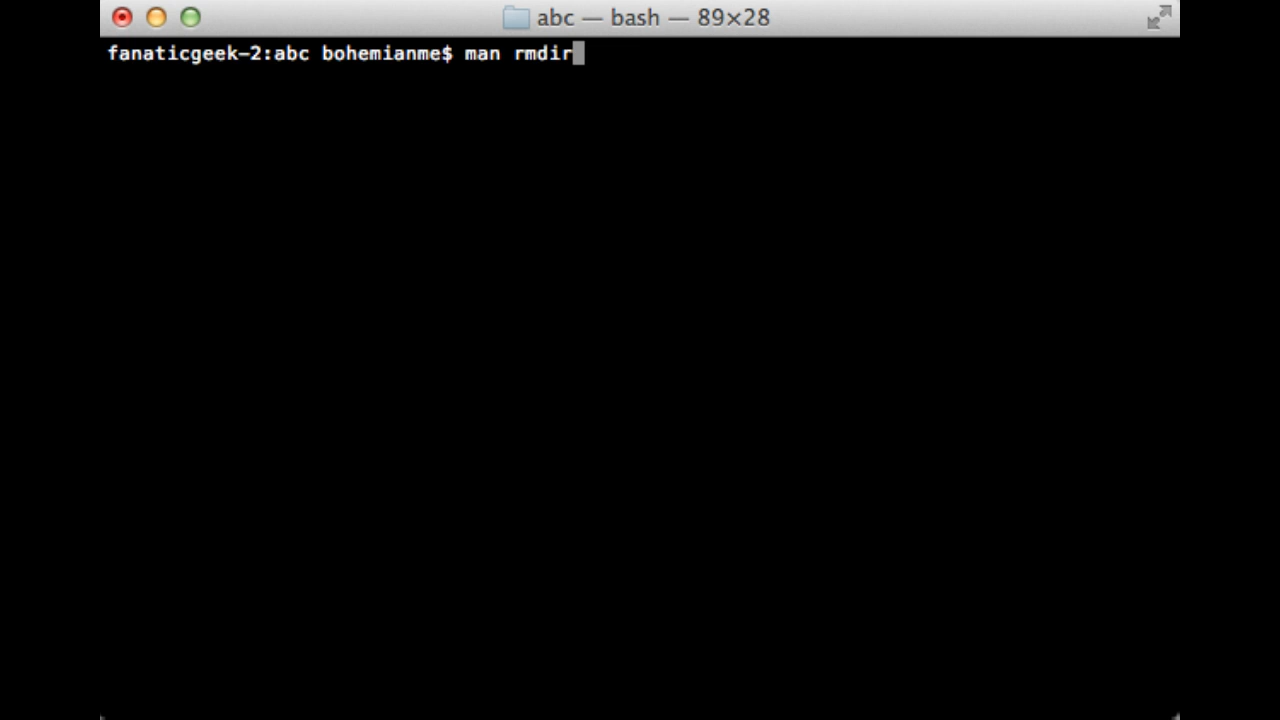 abc — bash — 89×28
fanaticgeek-2:abc bohemianme$ man rmdir